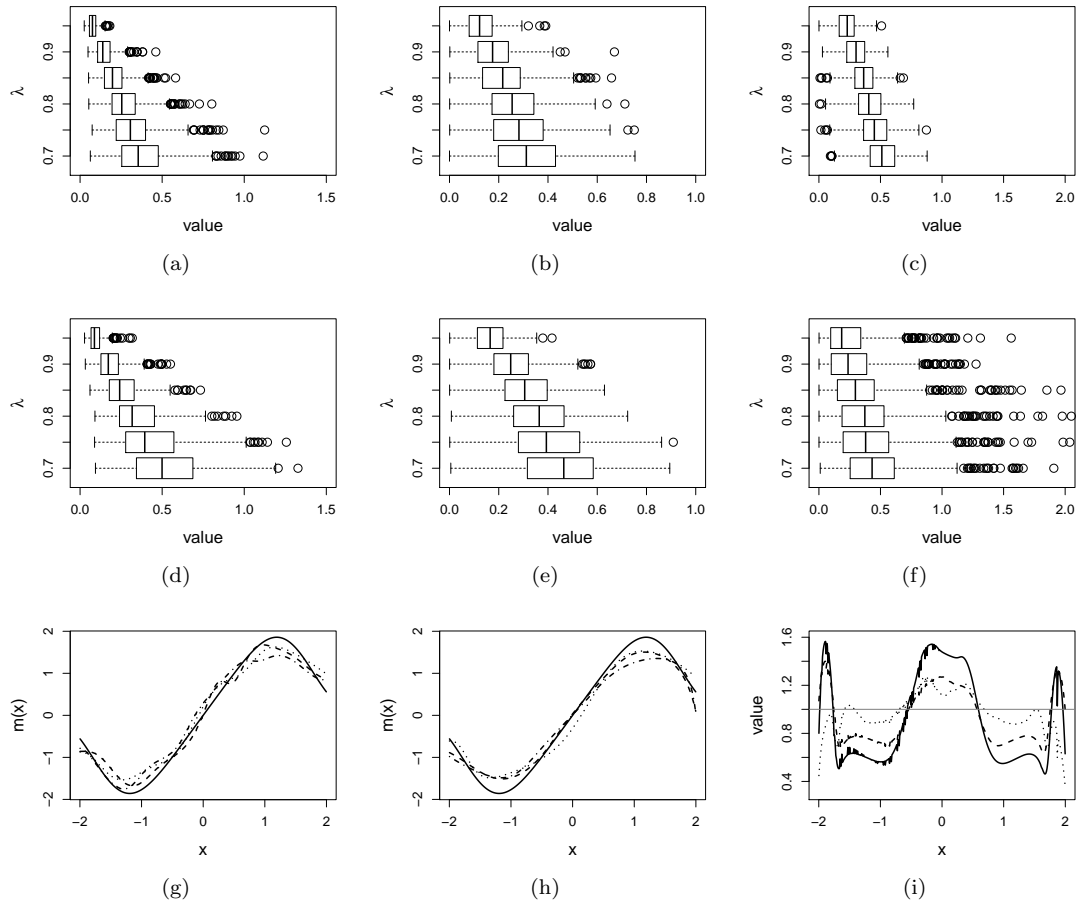 λ
0.9
0.8
0.7
0.0 0.5 1.0 1.5
value
(a)
λ
0.9
0.8
0.7
0.0 0.2 0.4 0.6 0.8 1.0
value
(b)
λ
0.9
0.8
0.7
0.0 0.5 1.0 1.5 2.0
value
(c)
λ
0.9
0.8
0.7
0.0 0.5 1.0 1.5
value
(d)
λ
0.9
0.8
0.7
0.0 0.2 0.4 0.6 0.8 1.0
value
(e)
λ
0.9
0.8
0.7
0.0 0.5 1.0 1.5 2.0
value
(f)
m(x)
2
1
0
−1
−2
−2 −1 0 1 2
x
(g)
m(x)
2
1
0
−1
−2
−2 −1 0 1 2
x
(h)
value
1.6
1.2
0.8
0.4
−2 −1 0 1 2
x
(i)